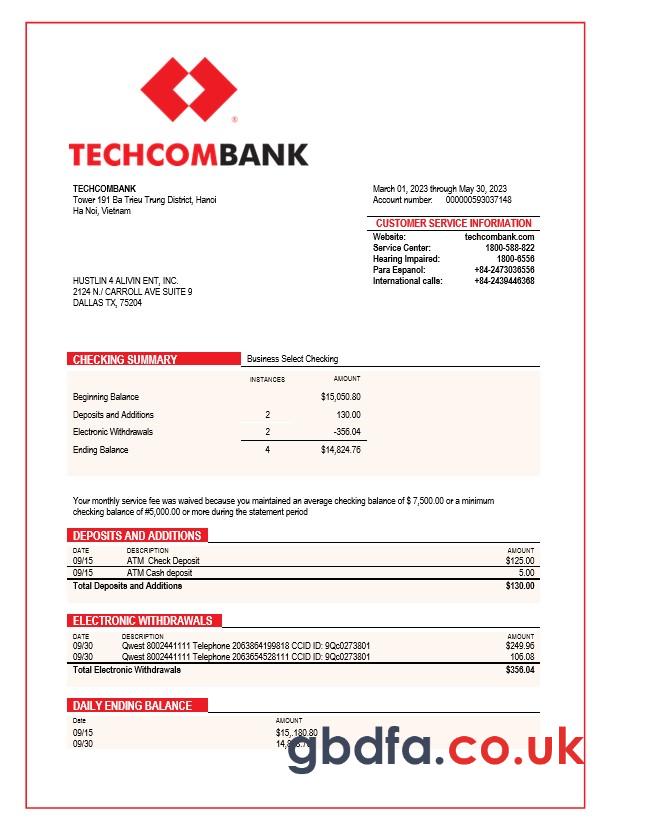 ®
TECHCOMBANK
TECHCOMBANK
Tower 191 Ba Trieu Trung District, Hanoi
Ha Noi, Vietnam
March 01, 2023 through May 30, 2023
Account number: 000000593037148
CUSTOMER SERVICE INFORMATION
Website: techcombank.com
Service Center: 1800-588-822
Hearing Impaired: 1800-6556
Para Espanol: +84-2473036556
International calls: +84-2439446368
HUSTLIN 4 ALIVIN ENT, INC.
2124 N./ CARROLL AVE SUITE 9
DALLAS TX, 75204
CHECKING SUMMARY Business Select Checking
INSTANCES AMOUNT
Beginning Balance $15,050.80
Deposits and Additions 2 130.00
Electronic Withdrawals 2 -356.04
Ending Balance 4 $14,824.76
Your monthly service fee was waived because you maintained an average checking balance of $ 7,500.00 or a minimum
checking balance of #5,000.00 or more during the statement period
DEPOSITS AND ADDITIONS
DATE DESCRIPTION AMOUNT
09/15 ATM Check Deposit $125.00
09/15 ATM Cash deposit 5.00
Total Deposits and Additions $130.00
ELECTRONIC WITHDRAWALS
DATE DESCRIPTION AMOUNT
09/30 Qwest 8002441111 Telephone 2063864199818 CCID ID: 9Qc0273801 $249.96
09/30 Qwest 8002441111 Telephone 2063654528111 CCID ID: 9Qc0273801 106.08
Total Electronic Withdrawals $356.04
DAILY ENDING BALANCE
Date AMOUNT
09/15 $15,.180.80
09/30
gbdfa.co.uk